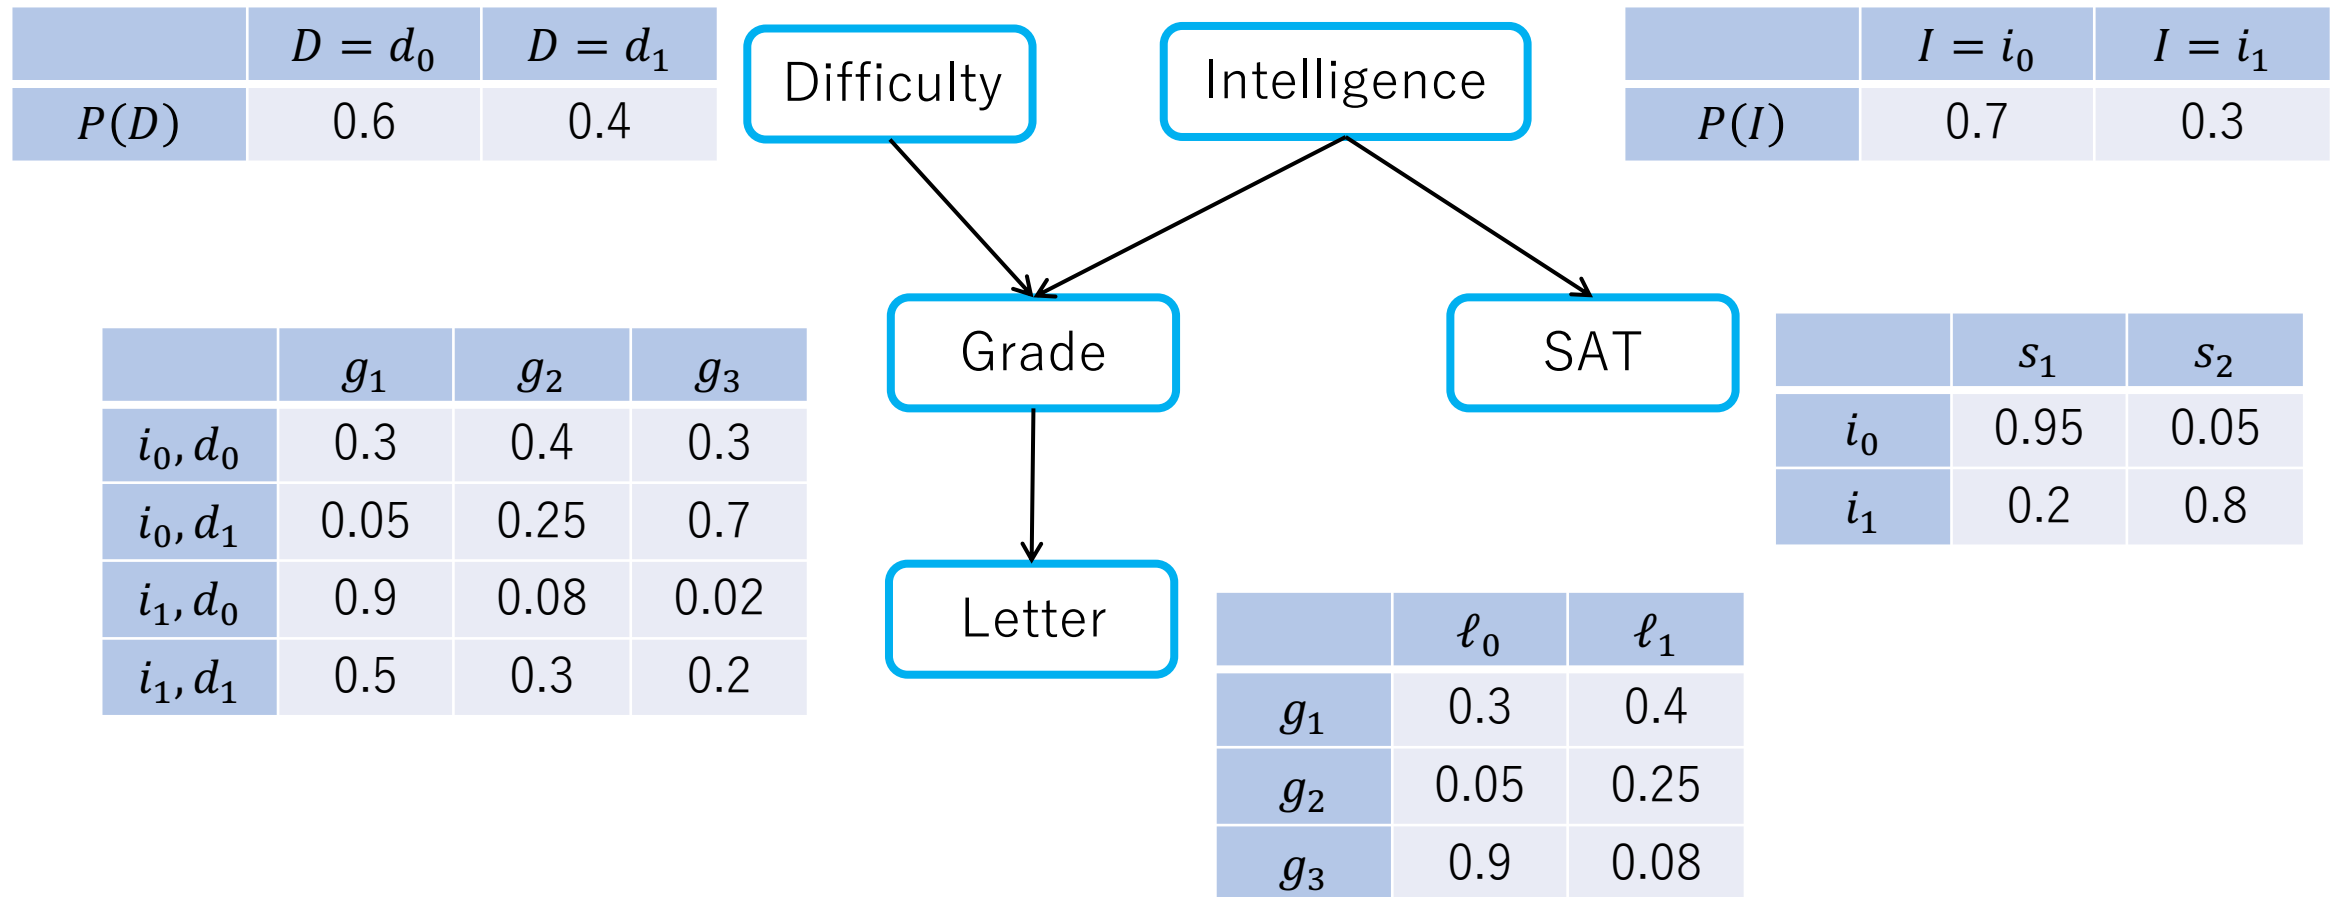 D = d₀ D = d₁
P(D) 0.6 0.4
Difficulty
Intelligence
I = i₀ I = i₁
P(I) 0.7 0.3
g₁ g₂ g₃
i₀, d₀ 0.3 0.4 0.3
i₀, d₁ 0.05 0.25 0.7
i₁, d₀ 0.9 0.08 0.02
i₁, d₁ 0.5 0.3 0.2
Grade
SAT
s₁ s₂
i₀ 0.95 0.05
i₁ 0.2 0.8
Letter
ℓ₀ ℓ₁
g₁ 0.3 0.4
g₂ 0.05 0.25
g₃ 0.9 0.08